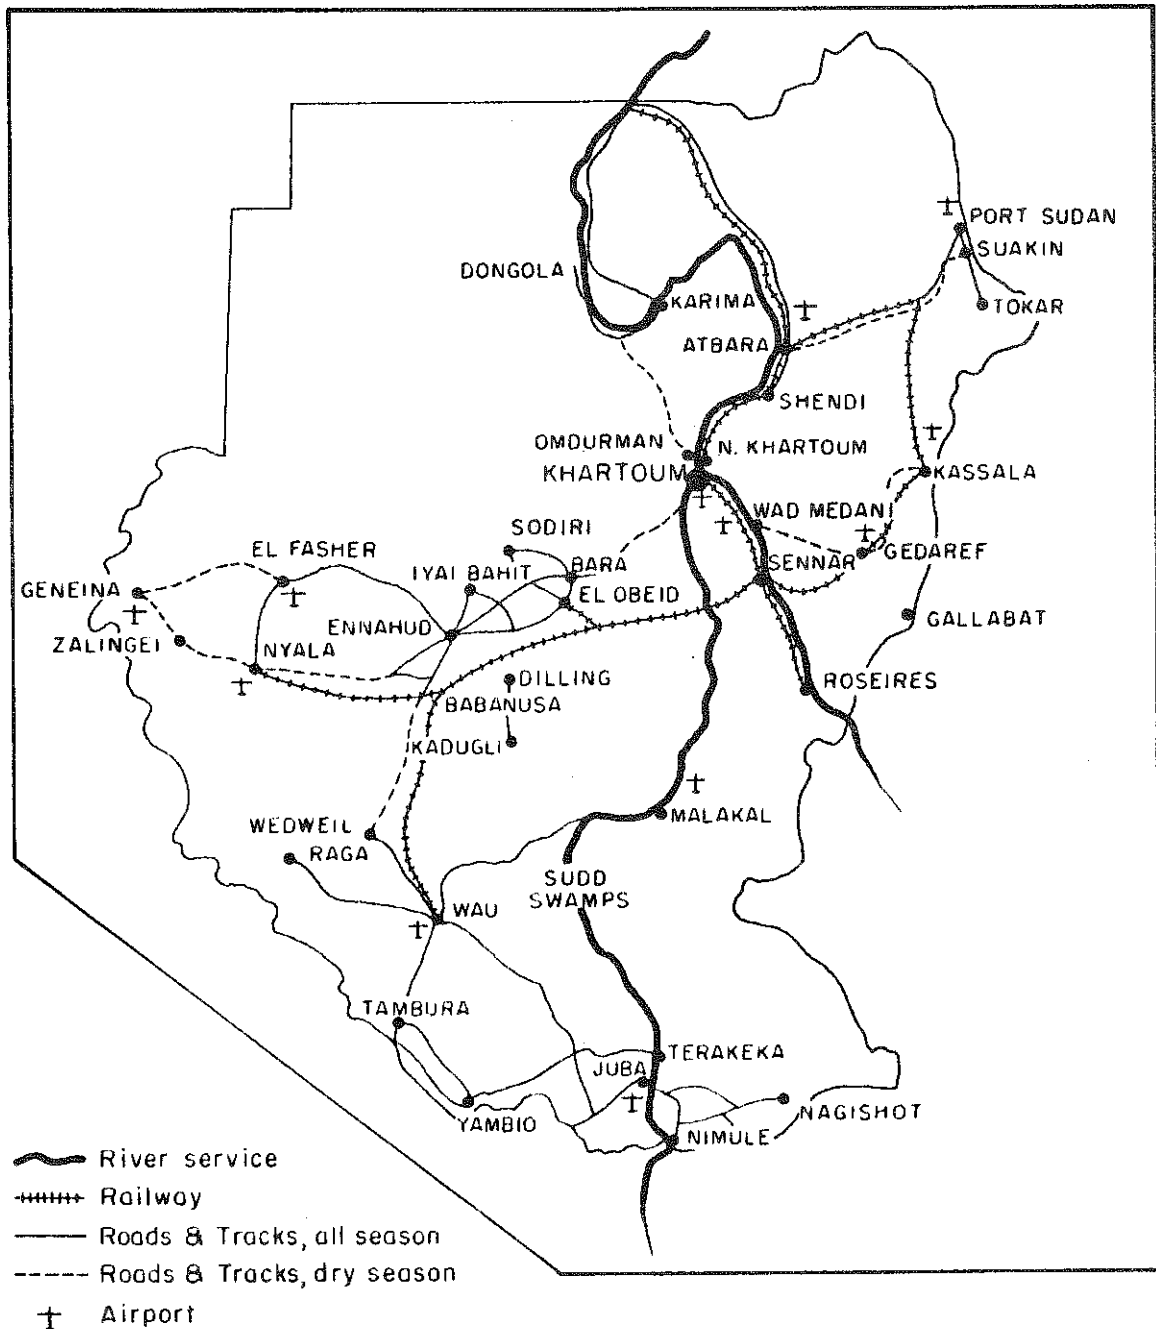 PORT SUDAN
SUAKIN
DONGOLA
KARIMA
TOKAR
ATBARA
SHENDI
OMDURMAN
N. KHARTOUM
KHARTOUM
KASSALA
WAD MEDANI
SODIRI
EL FASHER
GEDAREF
IYAI BAHIT
BARA
SENNAR
GENEINA
EL OBEID
GALLABAT
ENNAHUD
ZALINGEI
NYALA
DILLING
ROSEIRES
BABANUSA
KADUGLI
MALAKAL
WEDWEIL
RAGA
SUDD
SWAMPS
WAU
TAMBURA
TERAKEKA
JUBA
NAGISHOT
YAMBIO
NIMULE
River service
Railway
Roads & Tracks, all season
Roads & Tracks, dry season
Airport